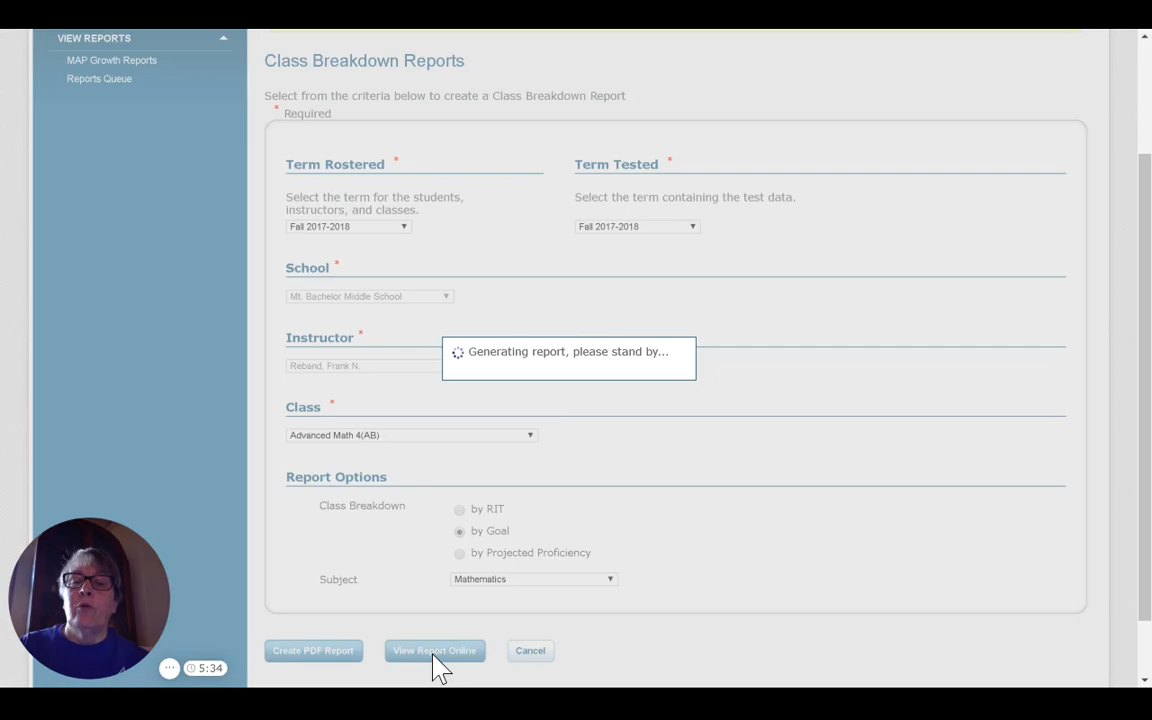 VIEW REPORTS
MAP Growth Reports
Reports Queue
Class Breakdown Reports
Select from the criteria below to create a Class Breakdown Report
* Required
Term Rostered *
Term Tested *
Select the term for the students,
instructors, and classes.
Select the term containing the test data.
Fall 2017-2018
Fall 2017-2018
School *
Mt. Bachelor Middle School
Instructor *
Generating report, please stand by...
Reband, Frank N.
Class *
Advanced Math 4(AB)
Report Options
Class Breakdown
by RIT
by Goal
by Projected Proficiency
Subject
Mathematics
Create PDF Report
View Report Online
Cancel
5:34